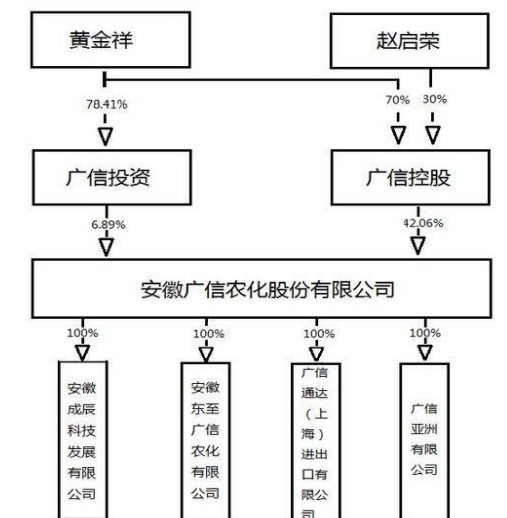 黄金祥
赵启荣
78.41%
70%
30%
广信投资
广信控股
6.89%
42.06%
安徽广信农化股份有限公司
100%
100%
100%
100%
安徽
成辰
科技
发展
有限
公司
安徽
东至
广信
农化
有限
公司
广信
通达
（上
海）
进出
口有
限公
司
广信
亚洲
有限
公司